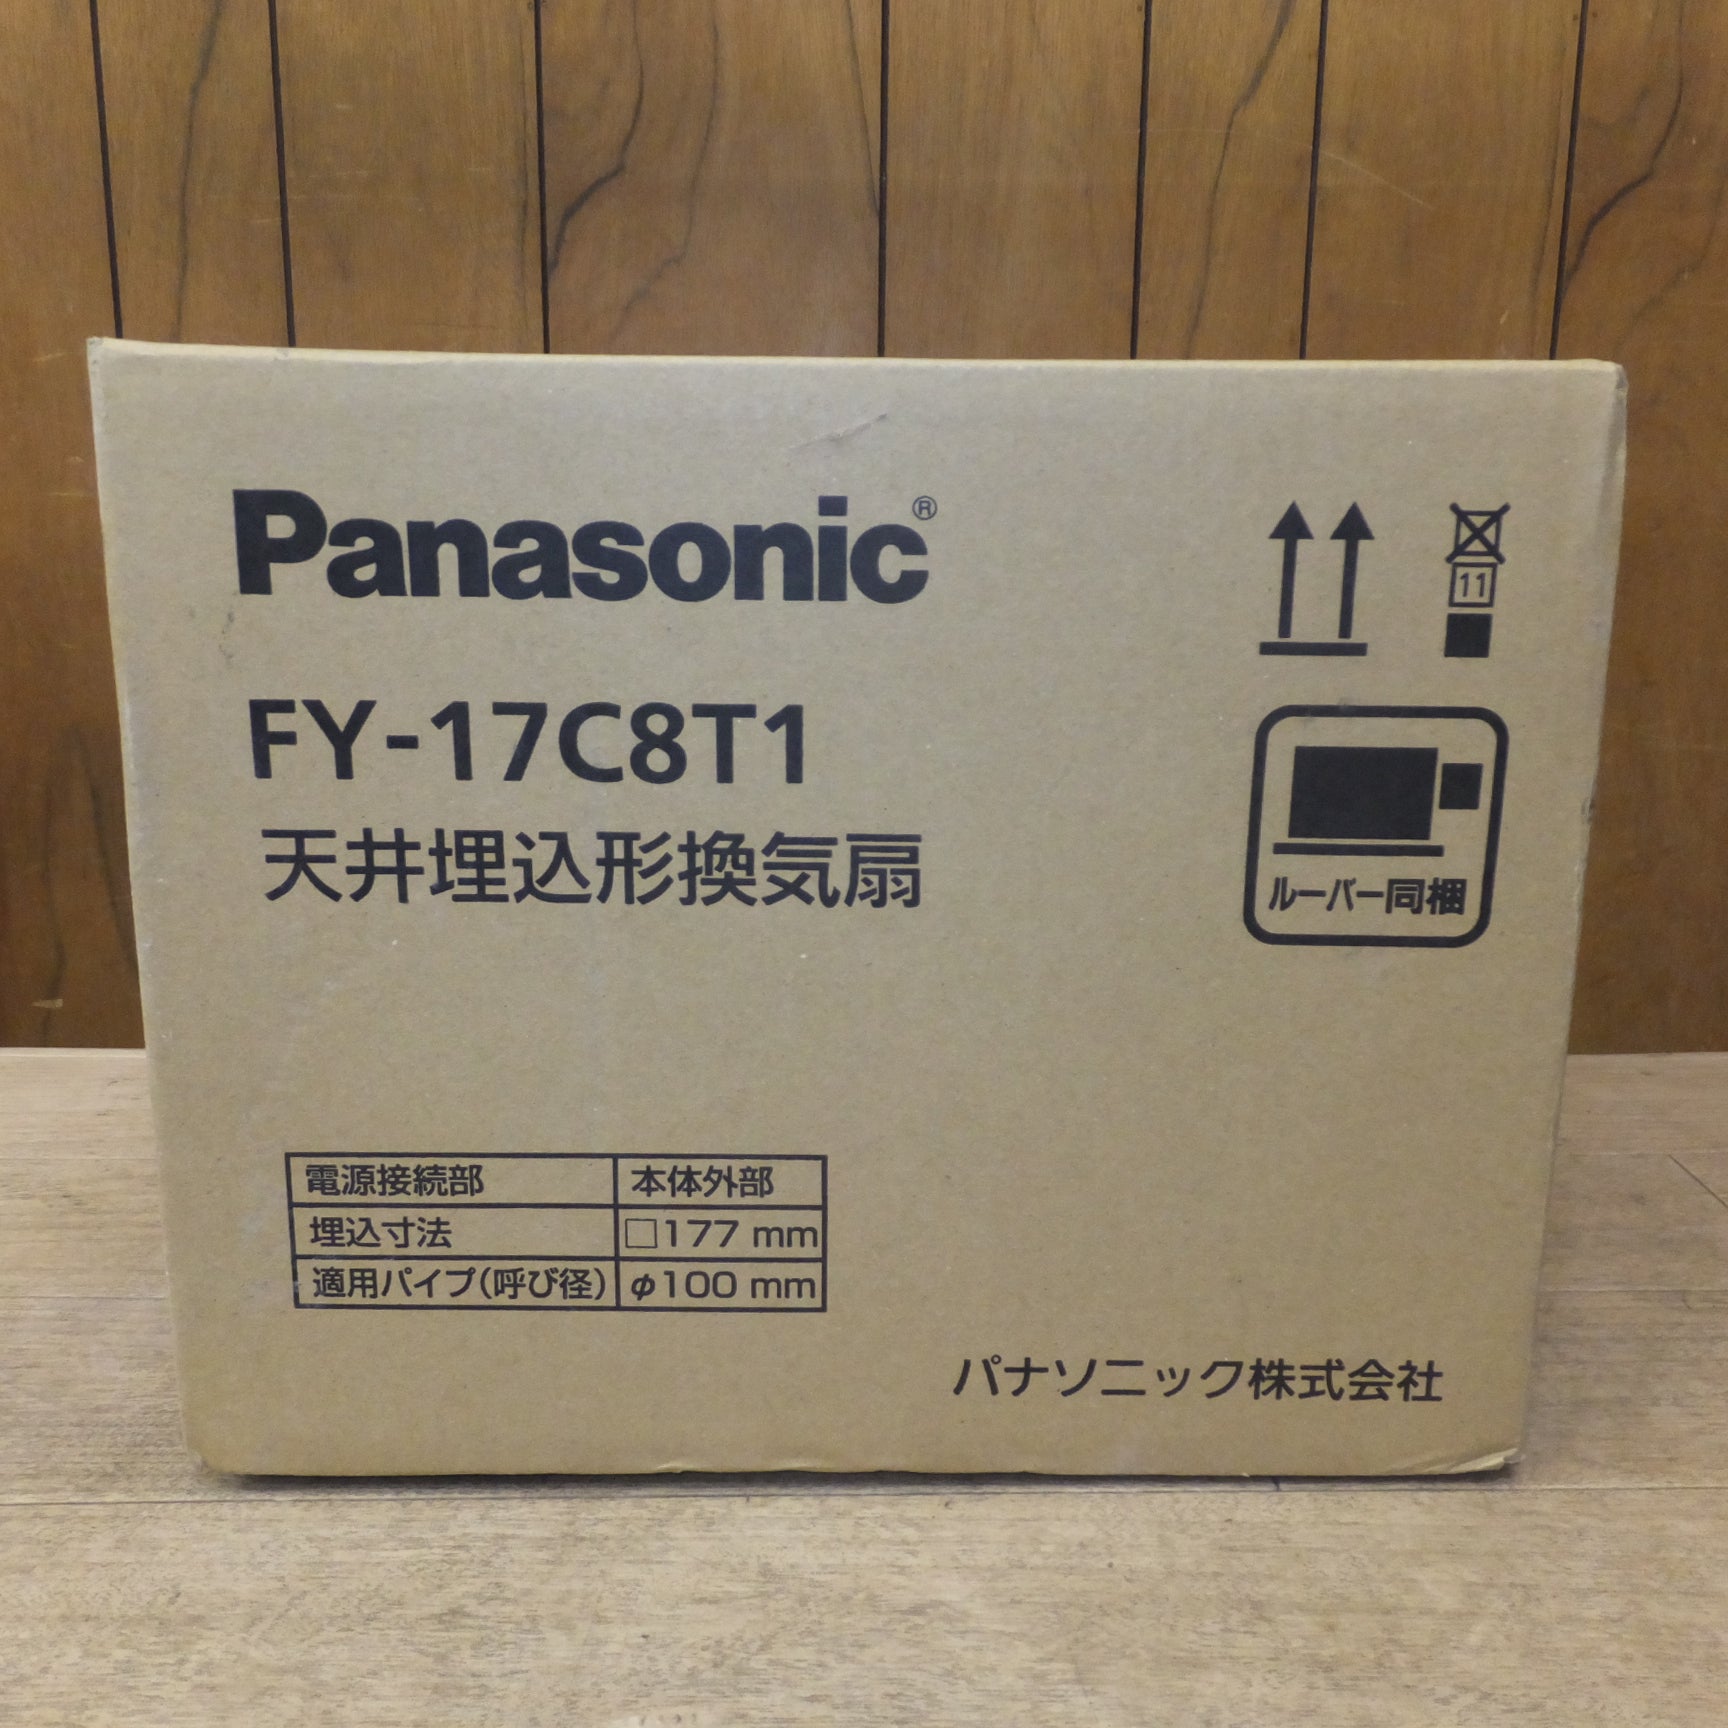 Panasonic®
FY-17C8T1
天井埋込形換気扇
11
ルーバー同梱
電源接続部 本体外部
埋込寸法 □177 mm
適用パイプ(呼び径) φ100 mm
パナソニック株式会社